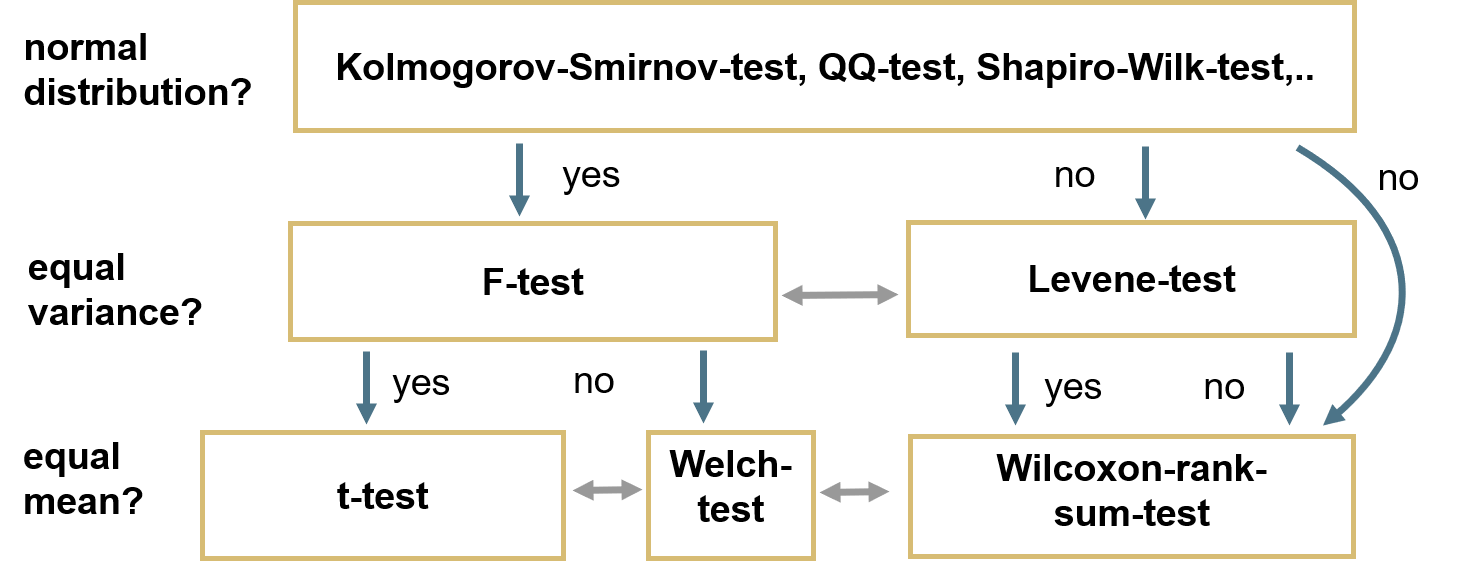 normal
distribution?
Kolmogorov-Smirnov-test, QQ-test, Shapiro-Wilk-test,..
yes
no
no
equal
variance?
F-test
Levene-test
yes
no
yes
no
equal
mean?
t-test
Welch-
test
Wilcoxon-rank-
sum-test